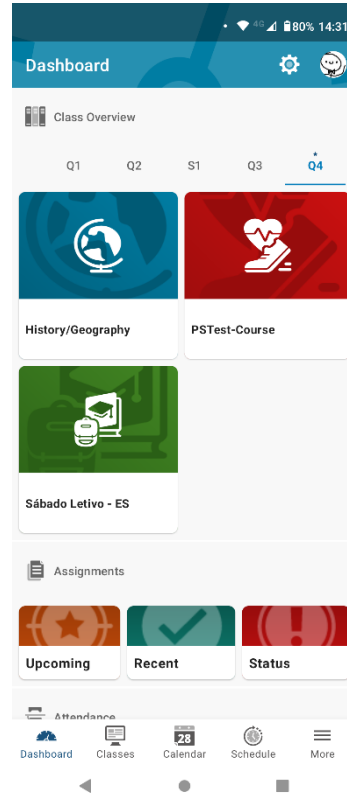 4G 80% 14:31
Dashboard
Class Overview
Q1 Q2 S1 Q3 Q4
History/Geography PSTest-Course
Sábado Letivo - ES
Assignments
Upcoming Recent Status
Attendance
28
Dashboard Classes Calendar Schedule More